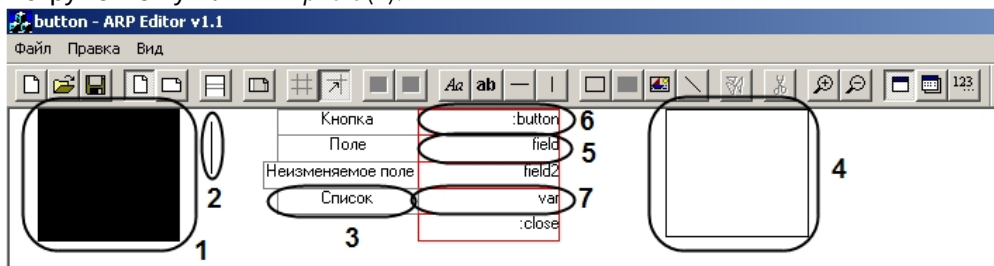 button - ARP Editor v1.1
Файл Правка Вид
Aa ab 123
Кнопка :button 6
Поле field 5
Неизменяемое поле field2
Список var 7
:close
1
2
3
4